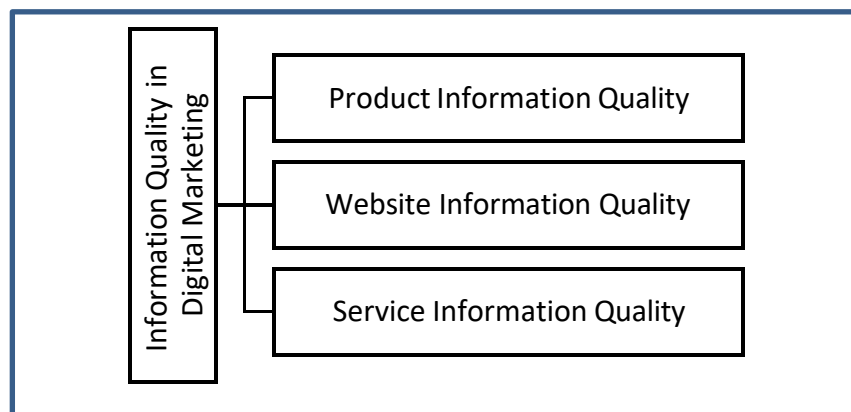 Information Quality in
Digital Marketing
Product Information Quality
Website Information Quality
Service Information Quality